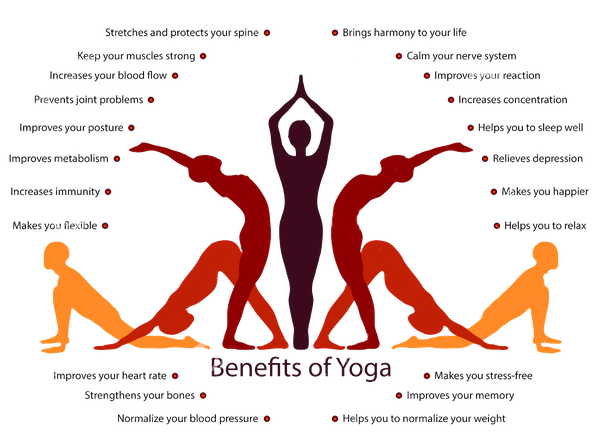 Stretches and protects your spine
Brings harmony to your life
Keep your muscles strong
Calm your nerve system
Increases your blood flow
Improves your reaction
Prevents joint problems
Increases concentration
Improves your posture
Helps you to sleep well
Improves metabolism
Relieves depression
Increases immunity
Makes you happier
Makes you flexible
Helps you to relax
Benefits of Yoga
Improves your heart rate
Makes you stress-free
Strengthens your bones
Improves your memory
Normalize your blood pressure
Helps you to normalize your weight